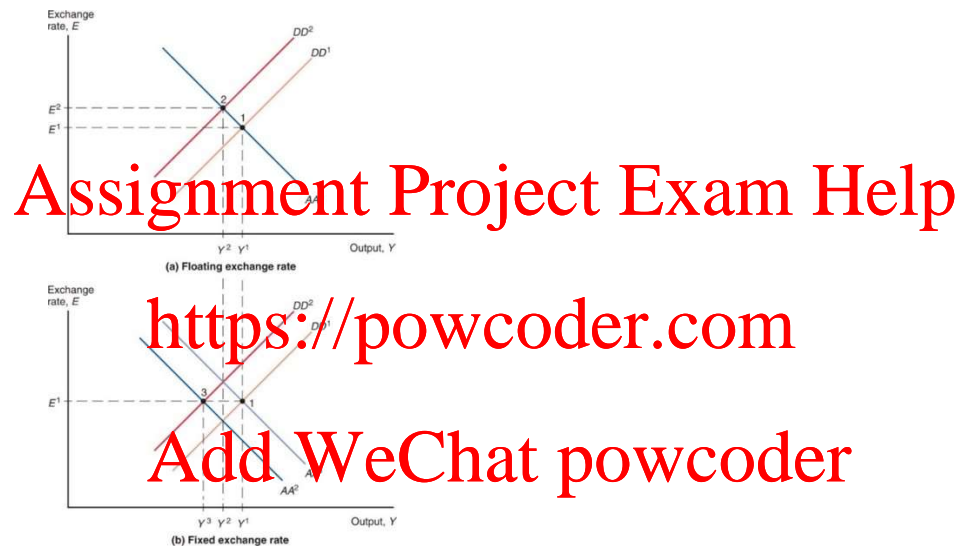 Exchange
rate, E
DD²
DD¹
2
1
E²
E¹
Assignment Project Exam Help
Y² Y¹
Output, Y
(a) Floating exchange rate
Exchange
rate, E
DD²
https://powcoder.com
3
1
E¹
Add WeChat powcoder
AA²
Y³ Y² Y¹
Output, Y
(b) Fixed exchange rate